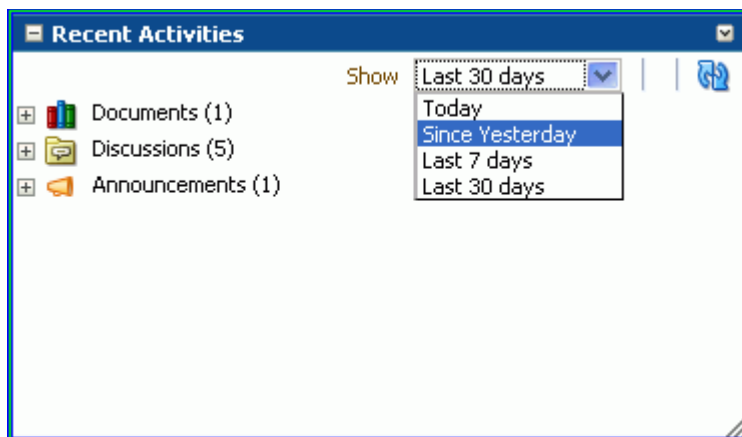 Recent Activities
Show Last 30 days
Today
Since Yesterday
Last 7 days
Last 30 days
Documents (1)
Discussions (5)
Announcements (1)